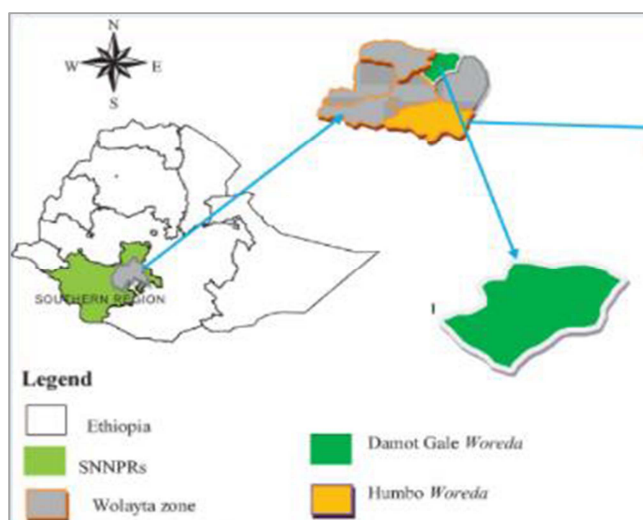 N
W E
S
SOUTHERN REGION
Legend
Ethiopia
SNNPRs
Wolayta zone
Damot Gale Woreda
Humbo Woreda